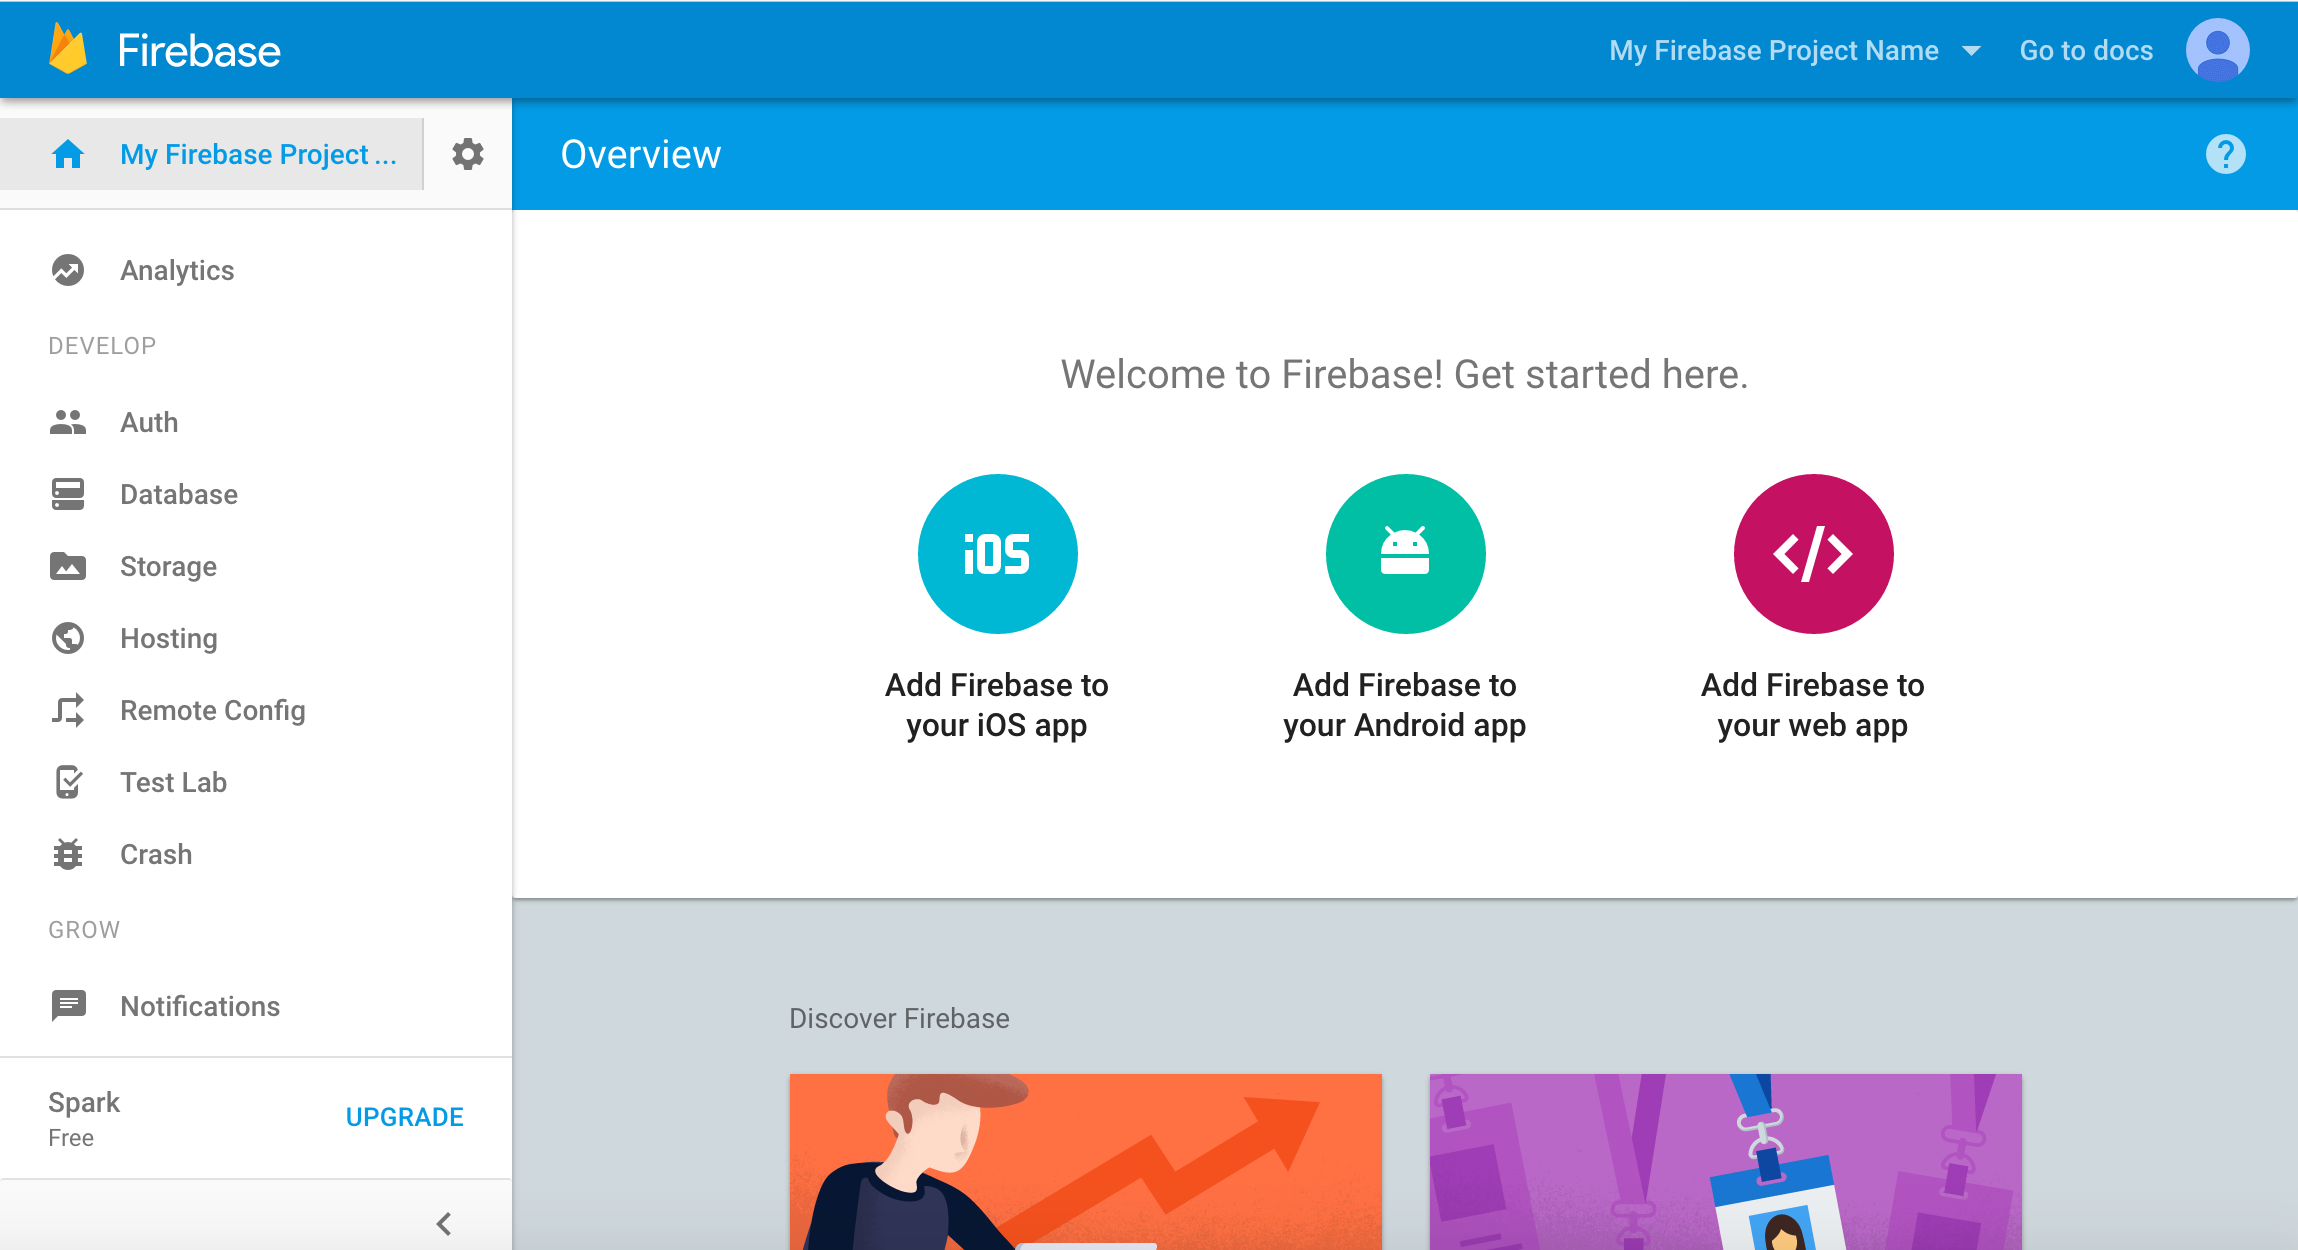 Firebase
My Firebase Project Name
Go to docs
My Firebase Project ...
Overview
?
Analytics
DEVELOP
Auth
Database
Storage
Hosting
Remote Config
Test Lab
Crash
GROW
Notifications
Spark
Free
UPGRADE
Welcome to Firebase! Get started here.
iOS
Add Firebase to
your iOS app
Add Firebase to
your Android app
</>
Add Firebase to
your web app
Discover Firebase